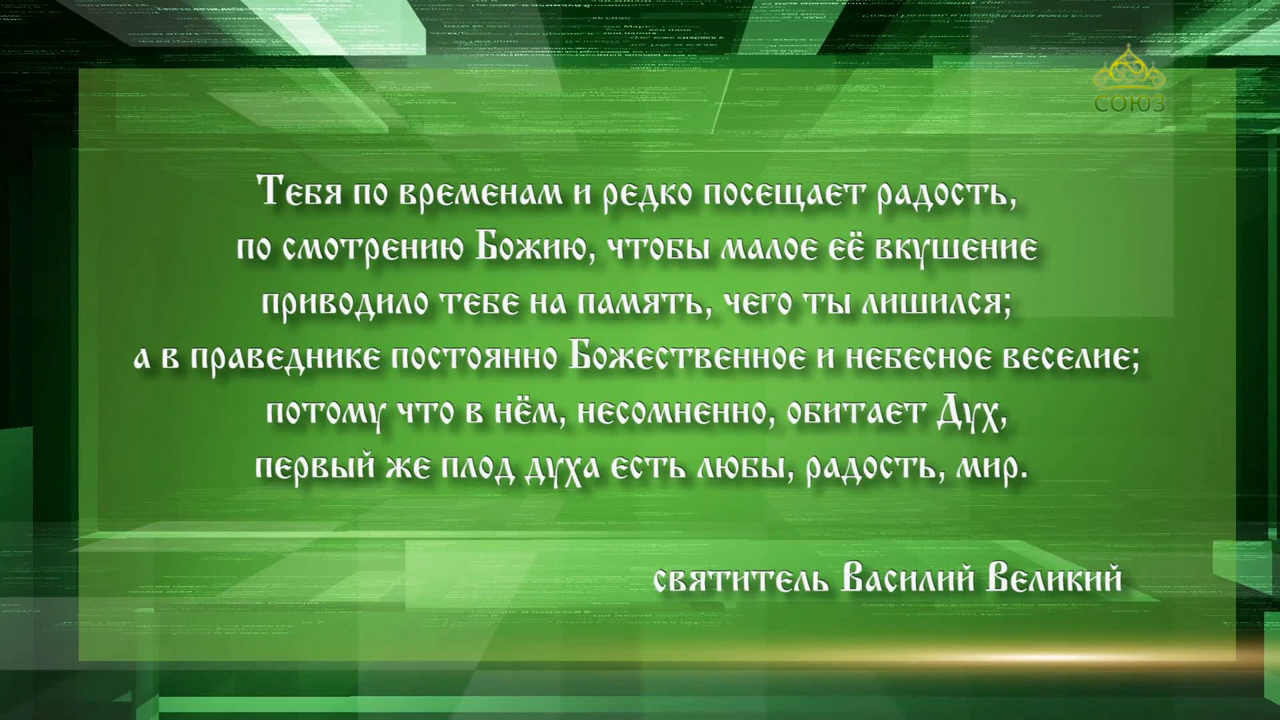 СОЮЗ
Тебя по временам и редко посещает радость,
по смотрению Божию, чтобы малое её вкушение
приводило тебе на память, чего ты лишился;
а в праведнике постоянно Божественное и небесное веселие;
потому что в нём, несомненно, обитает Дух,
первый же плод духа есть любы, радость, мир.
святитель Василий Великий